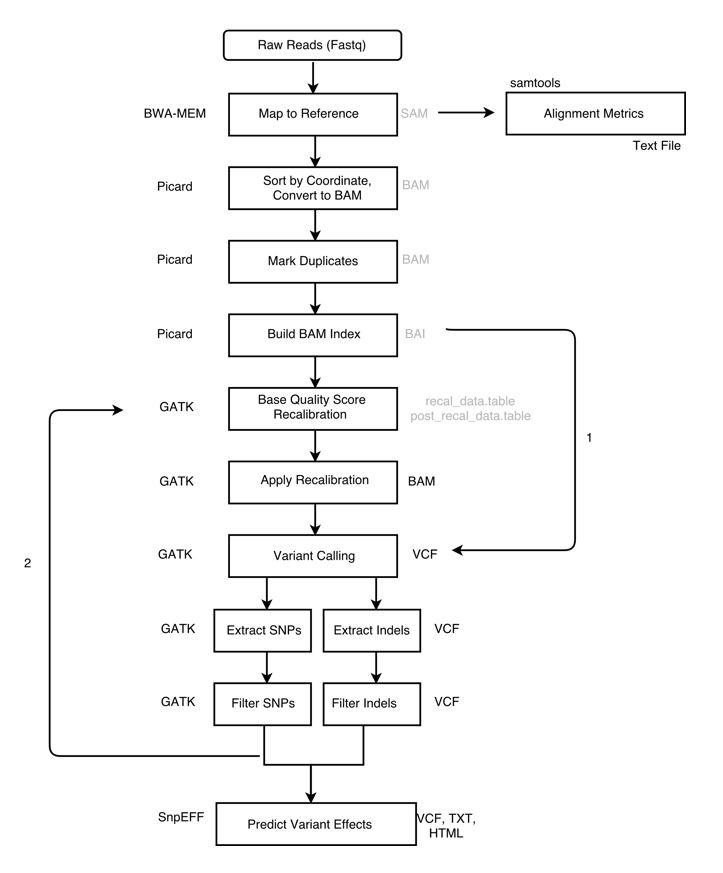 Raw Reads (Fastq)
samtools
BWA-MEM
Map to Reference
SAM
Alignment Metrics
Text File
Picard
Sort by Coordinate,
Convert to BAM
BAM
Picard
Mark Duplicates
BAM
Picard
Build BAM Index
BAI
GATK
Base Quality Score
Recalibration
recal_data.table
post_recal_data.table
1
GATK
Apply Recalibration
BAM
GATK
Variant Calling
VCF
2
GATK
Extract SNPs
Extract Indels
VCF
GATK
Filter SNPs
Filter Indels
VCF
SnpEFF
Predict Variant Effects
VCF, TXT,
HTML